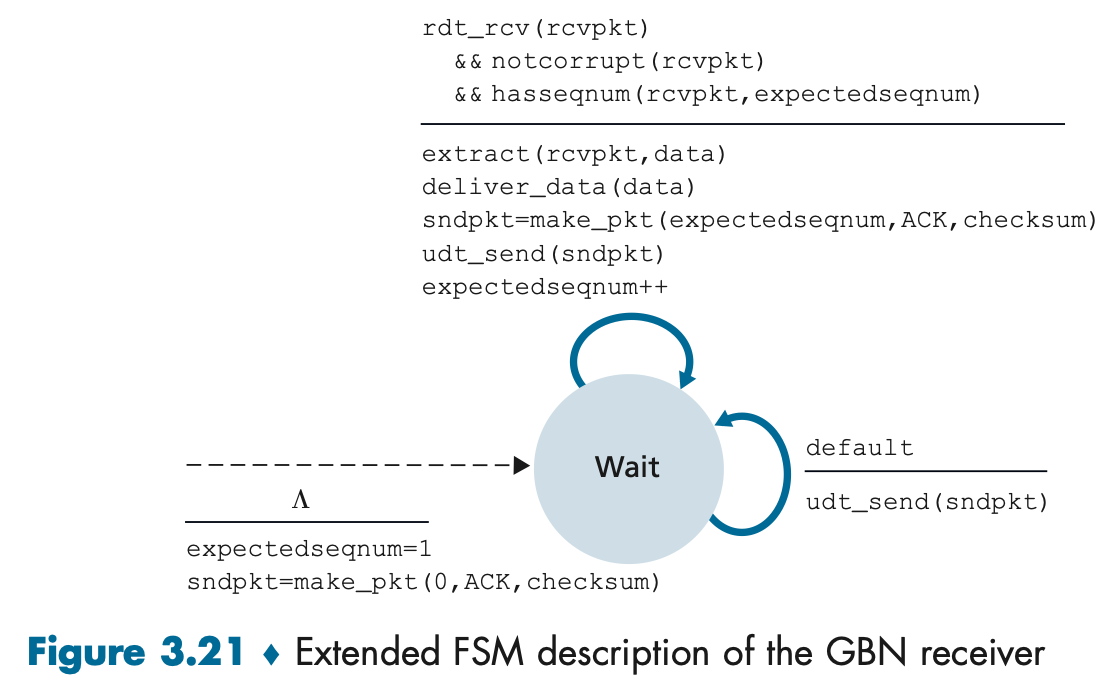 rdt_rcv(rcvpkt)
&& notcorrupt(rcvpkt)
&& hasseqnum(rcvpkt,expectedseqnum)
extract(rcvpkt,data)
deliver_data(data)
sndpkt=make_pkt(expectedseqnum,ACK,checksum)
udt_send(sndpkt)
expectedseqnum++
Wait
default
udt_send(sndpkt)
Λ
expectedseqnum=1
sndpkt=make_pkt(0,ACK,checksum)
Figure 3.21 ♦ Extended FSM description of the GBN receiver